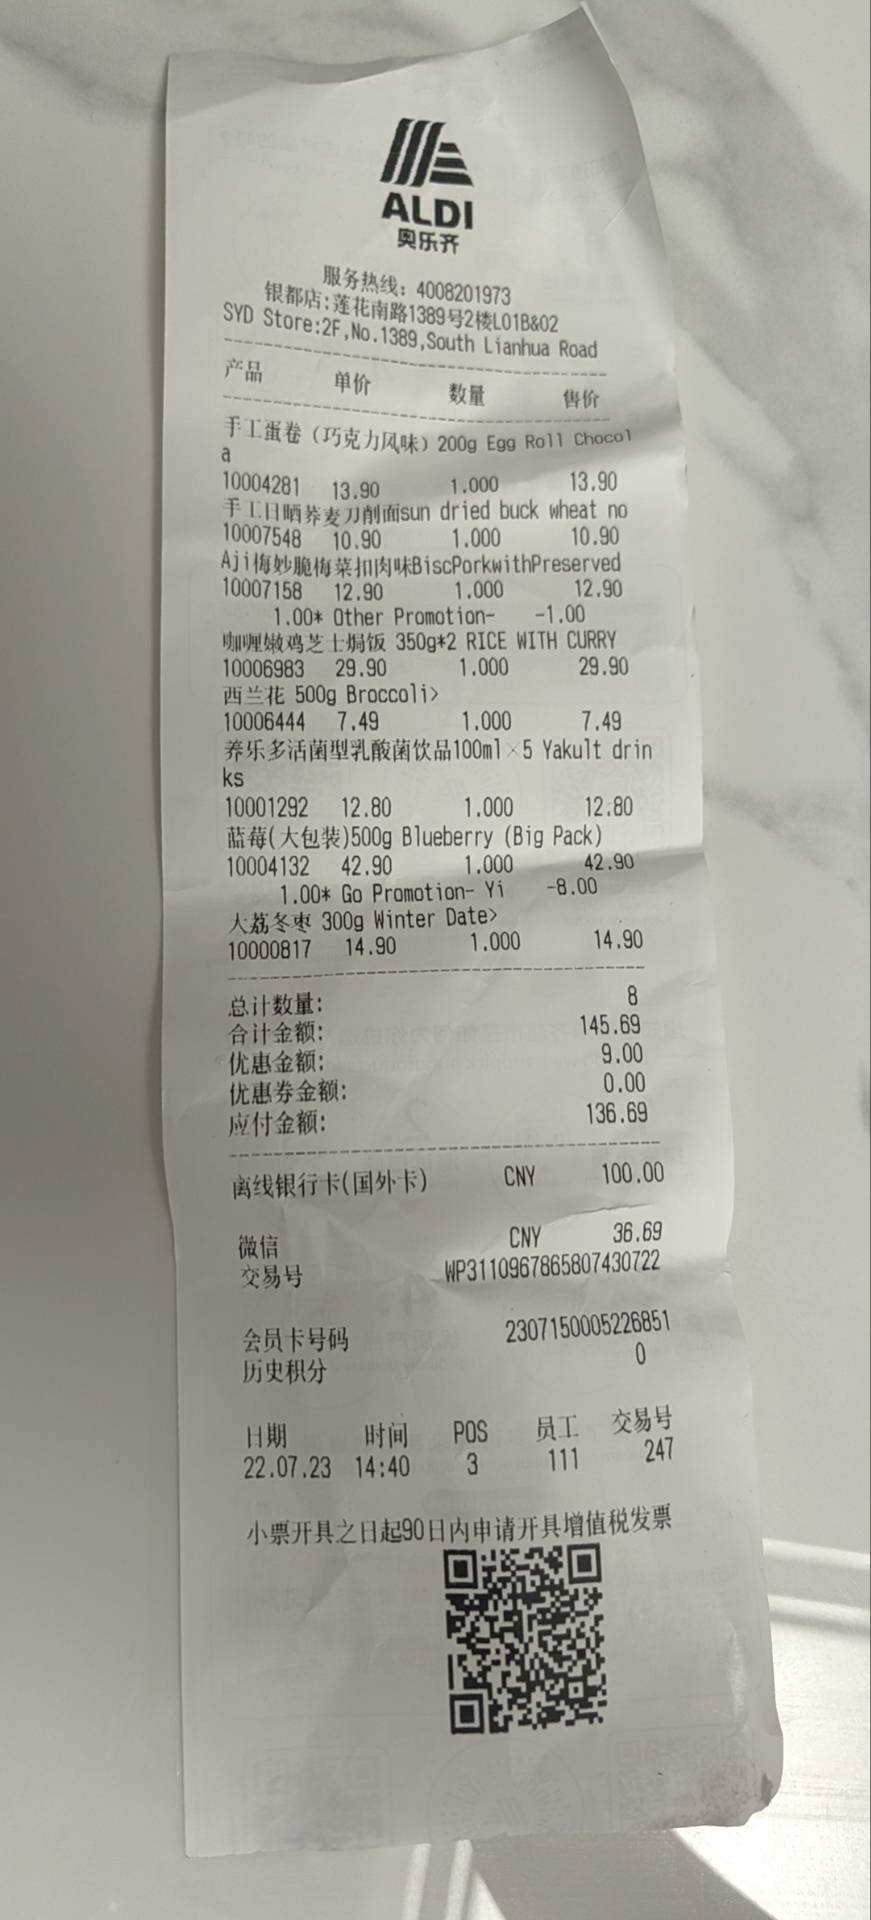 ALDI
奥乐齐
服务热线: 4008201973
银都店:莲花南路1389号2楼L01B&02
SYD Store:2F,No.1389,South Lianhua Road
产品 单价 数量 售价
手工蛋卷（巧克力风味）200g Egg Roll Chocol
a
10004281 13.90 1.000 13.90
手工日晒荞麦刀削面sun dried buck wheat no
10007548 10.90 1.000 10.90
Aji梅妙脆梅菜扣肉味BiscPorkwithPreserved
10007158 12.90 1.000 12.90
1.00* Other Promotion- -1.00
咖喱嫩鸡芝士焗饭 350g*2 RICE WITH CURRY
10006983 29.90 1.000 29.90
西兰花 500g Broccoli>
10006444 7.49 1.000 7.49
养乐多活菌型乳酸菌饮品100ml×5 Yakult drin
ks
10001292 12.80 1.000 12.80
蓝莓(大包装)500g Blueberry (Big Pack)
10004132 42.90 1.000 42.90
1.00* Go Promotion- Yi -8.00
大荔冬枣 300g Winter Date>
10000817 14.90 1.000 14.90
总计数量: 8
合计金额: 145.69
优惠金额: 9.00
优惠券金额: 0.00
应付金额: 136.69
离线银行卡(国外卡) CNY 100.00
微信 CNY 36.69
交易号 WP3110967865807430722
会员卡号码 2307150005226851
历史积分 0
日期 时间 POS 员工 交易号
22.07.23 14:40 3 111 247
小票开具之日起90日内申请开具增值税发票